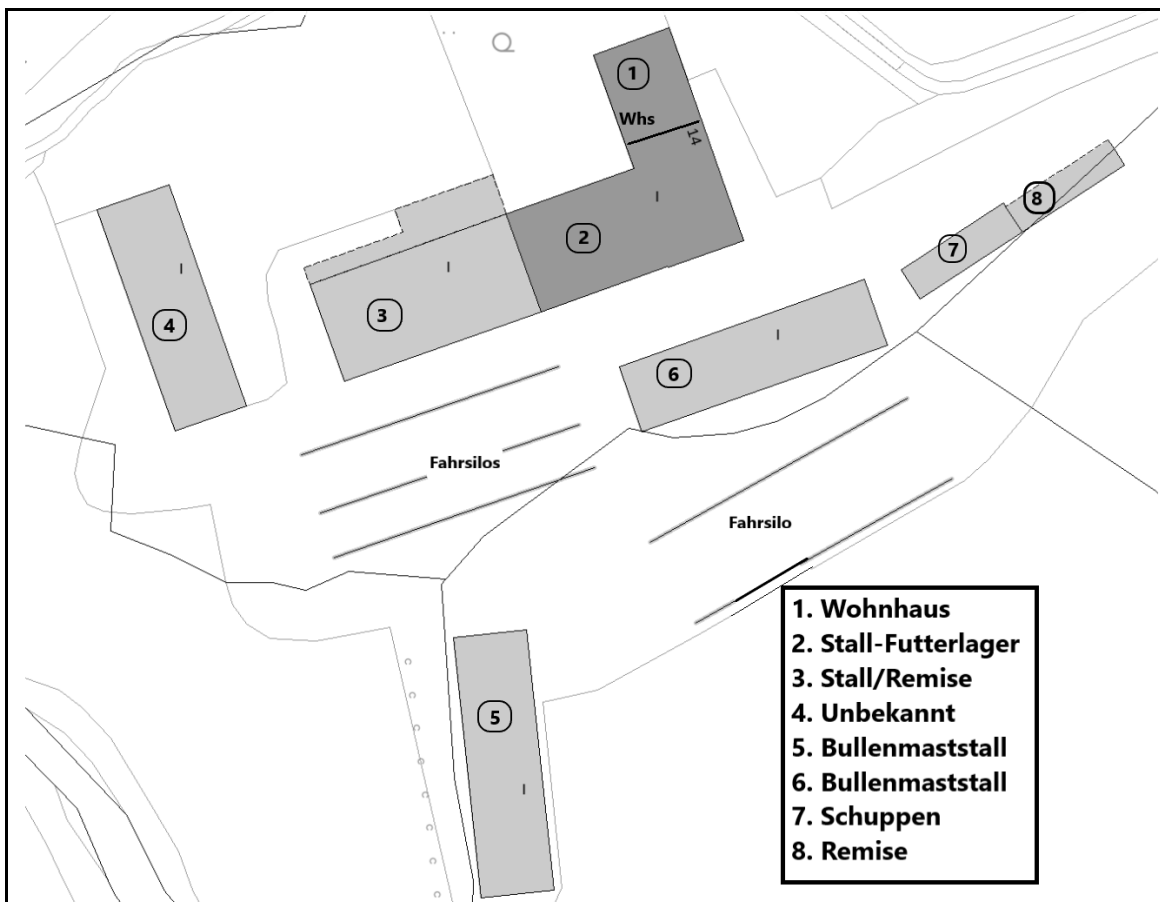 Q
1
Whs
14
I
2
8
7
I
3
I
4
I
6
Fahrsilos
Fahrsilo
5
I
c
c
c
c
c
c
c
c
c
1. Wohnhaus
2. Stall-Futterlager
3. Stall/Remise
4. Unbekannt
5. Bullenmaststall
6. Bullenmaststall
7. Schuppen
8. Remise